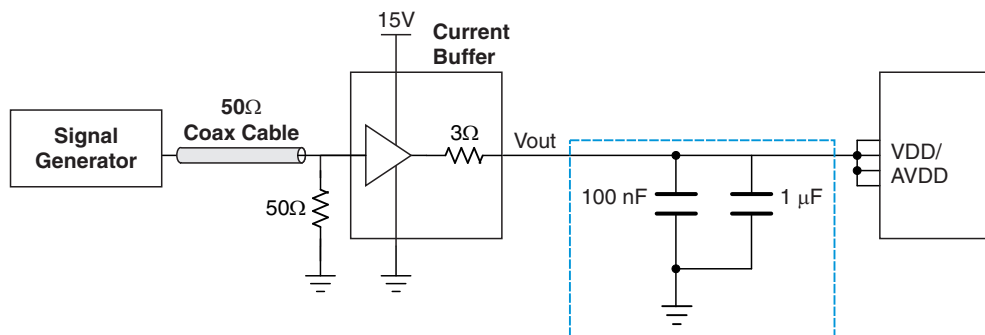 15V
Current
Buffer
50Ω
Coax Cable
Signal
Generator
3Ω
Vout
VDD/
AVDD
50Ω
100 nF
1 μF